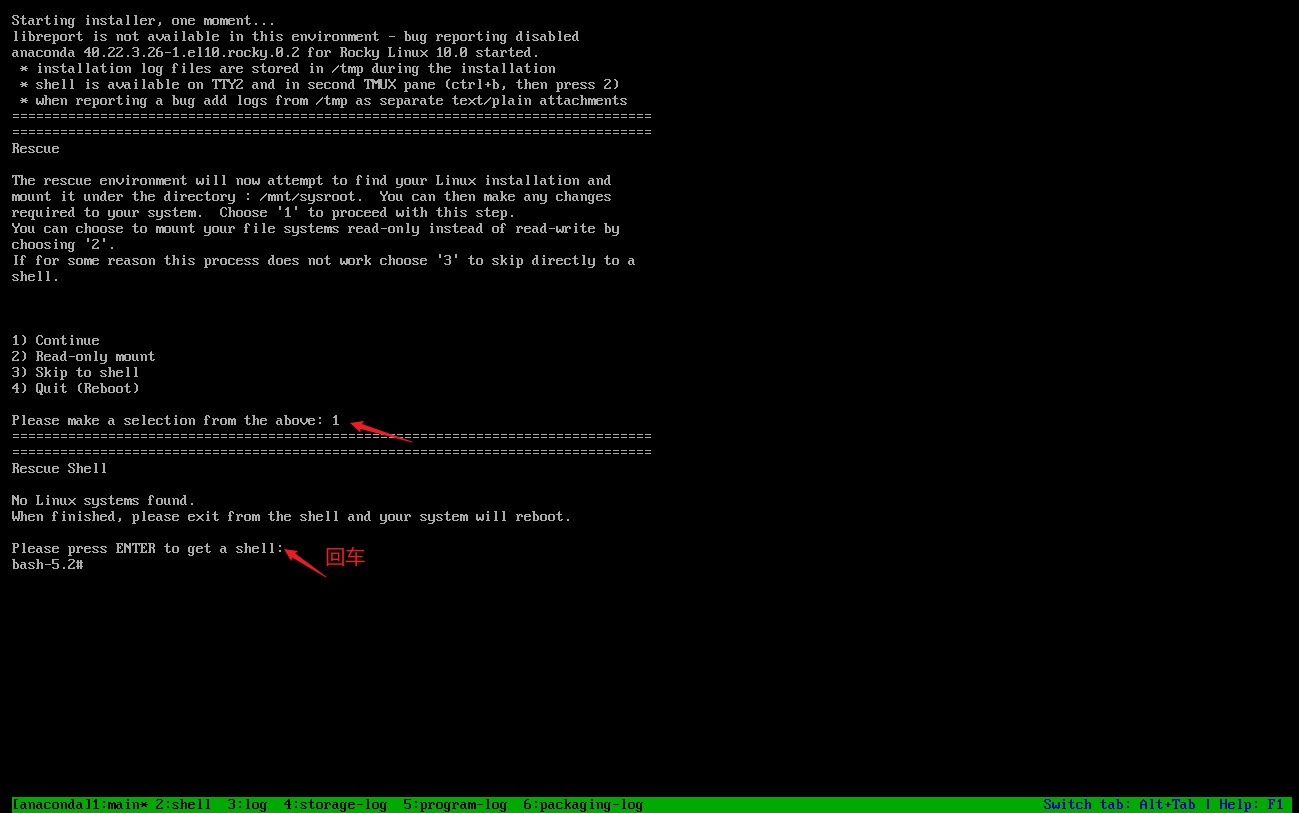 Starting installer, one moment...
libreport is not available in this environment - bug reporting disabled
anaconda 40.22.3.26-1.el10.rocky.0.2 for Rocky Linux 10.0 started.
 * installation log files are stored in /tmp during the installation
 * shell is available on TTY2 and in second TMUX pane (ctrl+b, then press 2)
 * when reporting a bug add logs from /tmp as separate text/plain attachments
================================================================================
================================================================================
Rescue
The rescue environment will now attempt to find your Linux installation and
mount it under the directory : /mnt/sysroot.  You can then make any changes
required to your system.  Choose '1' to proceed with this step.
You can choose to mount your file systems read-only instead of read-write by
choosing '2'.
If for some reason this process does not work choose '3' to skip directly to a
shell.
1) Continue
2) Read-only mount
3) Skip to shell
4) Quit (Reboot)
Please make a selection from the above: 1
================================================================================
================================================================================
Rescue Shell
No Linux systems found.
When finished, please exit from the shell and your system will reboot.
Please press ENTER to get a shell: 回车
bash-5.2#
[anaconda]1:main* 2:shell  3:log  4:storage-log  5:program-log  6:packaging-log Switch tab: Alt+Tab | Help: F1